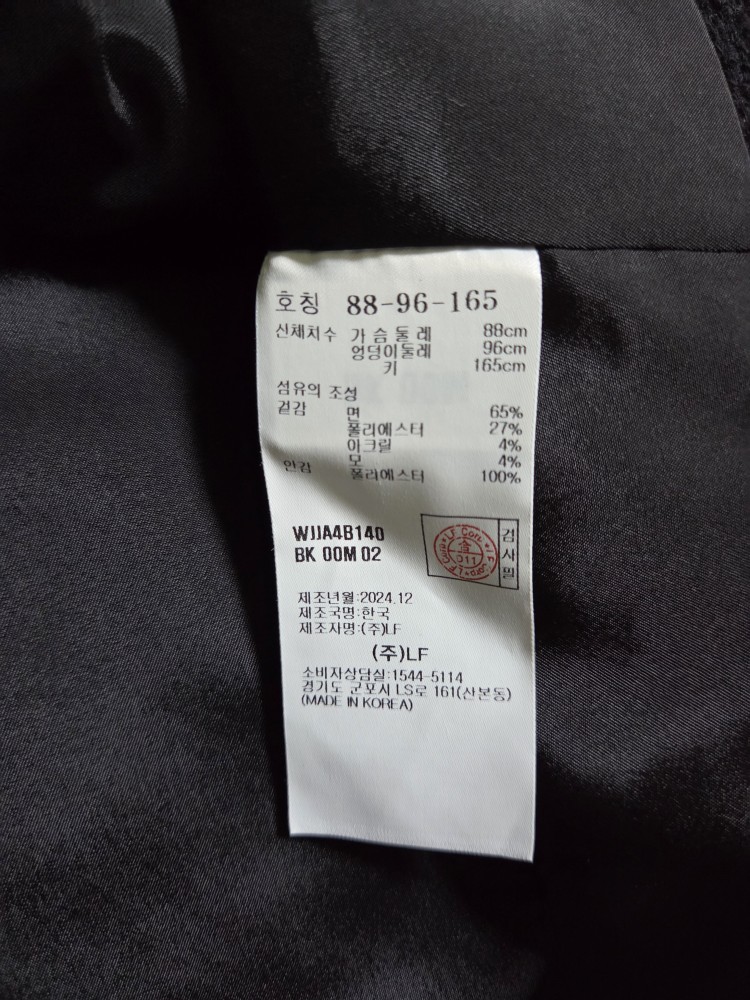 호칭 88-96-165
신체치수 가슴둘레 88cm
엉덩이둘레 96cm
키 165cm
섬유의 조성
겉감 면 65%
폴리에스터 27%
아크릴 4%
모 4%
안감 폴리에스터 100%
WJJA4B140
BK 00M 02
LF Corp
합
011
검사필
제조년월:2024.12
제조국명:한국
제조자명:(주)LF
(주)LF
소비자상담실:1544-5114
경기도 군포시 LS로 161(산본동)
(MADE IN KOREA)